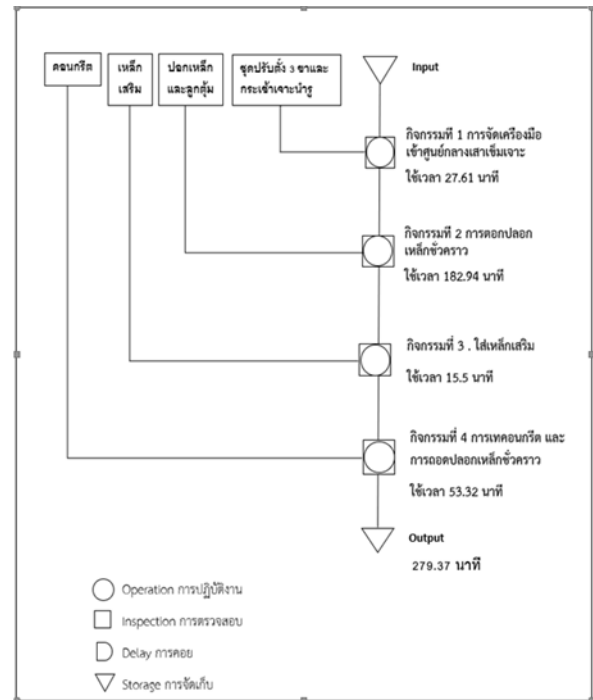 คอนกรีต
เหล็ก
เสริม
ปลอกเหล็ก
และลูกตุ้ม
ชุดปรับตั้ง 3 ขาและ
กระเช้าเจาะนำรู
Input
กิจกรรมที่ 1 การจัดเครื่องมือ
เข้าศูนย์กลางเสาเข็มเจาะ
ใช้เวลา 27.61 นาที
กิจกรรมที่ 2 การตอกปลอก
เหล็กชั่วคราว
ใช้เวลา 182.94 นาที
กิจกรรมที่ 3 . ใส่เหล็กเสริม
ใช้เวลา 15.5 นาที
กิจกรรมที่ 4 การเทคอนกรีต และ
การถอดปลอกเหล็กชั่วคราว
ใช้เวลา 53.32 นาที
Output
279.37 นาที
Operation การปฏิบัติงาน
Inspection การตรวจสอบ
Delay การคอย
Storage การจัดเก็บ